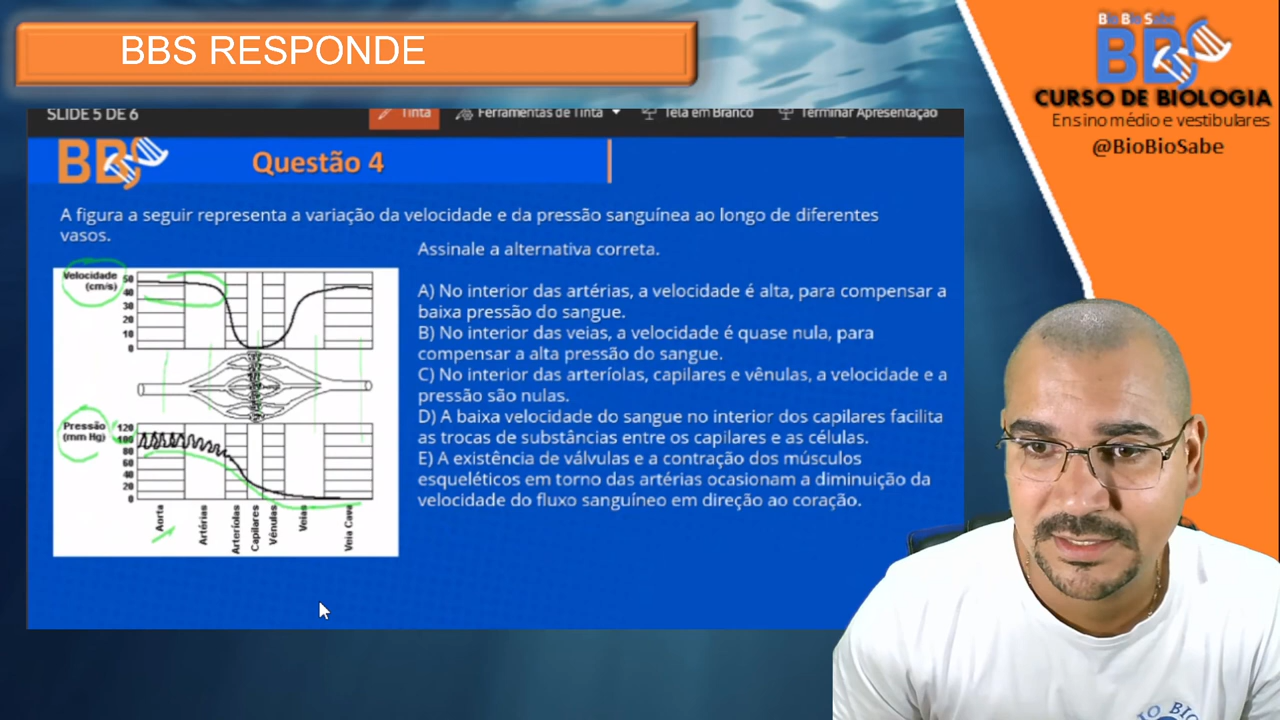 BBS RESPONDE
Bio Bio Sabe
BBS
CURSO DE BIOLOGIA
Ensino médio e vestibulares
@BioBioSabe
SLIDE 5 DE 6
Tinta
Ferramentas de Tinta
Tela em Branco
Terminar Apresentação
BBS
Questão 4
A figura a seguir representa a variação da velocidade e da pressão sanguínea ao longo de diferentes
vasos.
Assinale a alternativa correta.
A) No interior das artérias, a velocidade é alta, para compensar a
baixa pressão do sangue.
B) No interior das veias, a velocidade é quase nula, para
compensar a alta pressão do sangue.
C) No interior das arteríolas, capilares e vênulas, a velocidade e a
pressão são nulas.
D) A baixa velocidade do sangue no interior dos capilares facilita
as trocas de substâncias entre os capilares e as células.
E) A existência de válvulas e a contração dos músculos
esqueléticos em torno das artérias ocasionam a diminuição da
velocidade do fluxo sanguíneo em direção ao coração.
Velocidade
(cm/s)
50
30
20
10
0
Pressão
(mm Hg)
120
100
80
60
40
20
0
Aorta
Artérias
Arteríolas
Capilares
Vênulas
Veias
Veia Cava